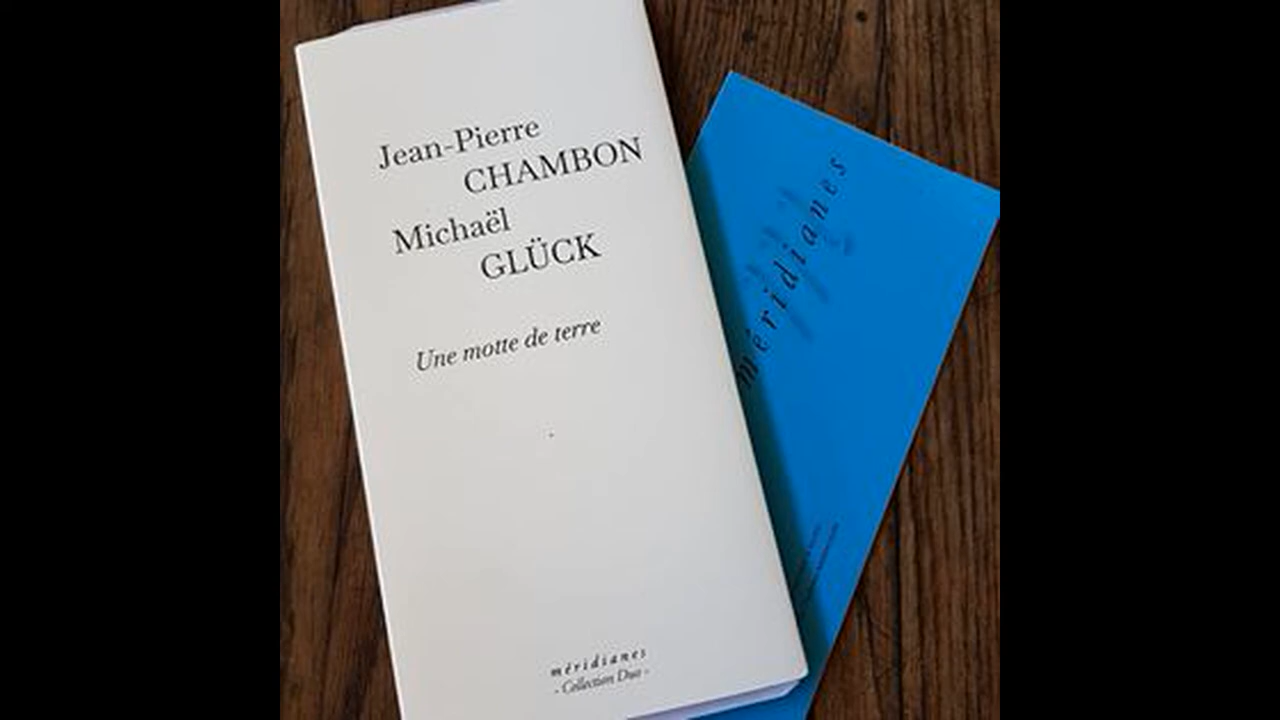 Jean-Pierre
CHAMBON
Michaël
GLÜCK
Une motte de terre
méridianes
- Collection Duo -
méridianes